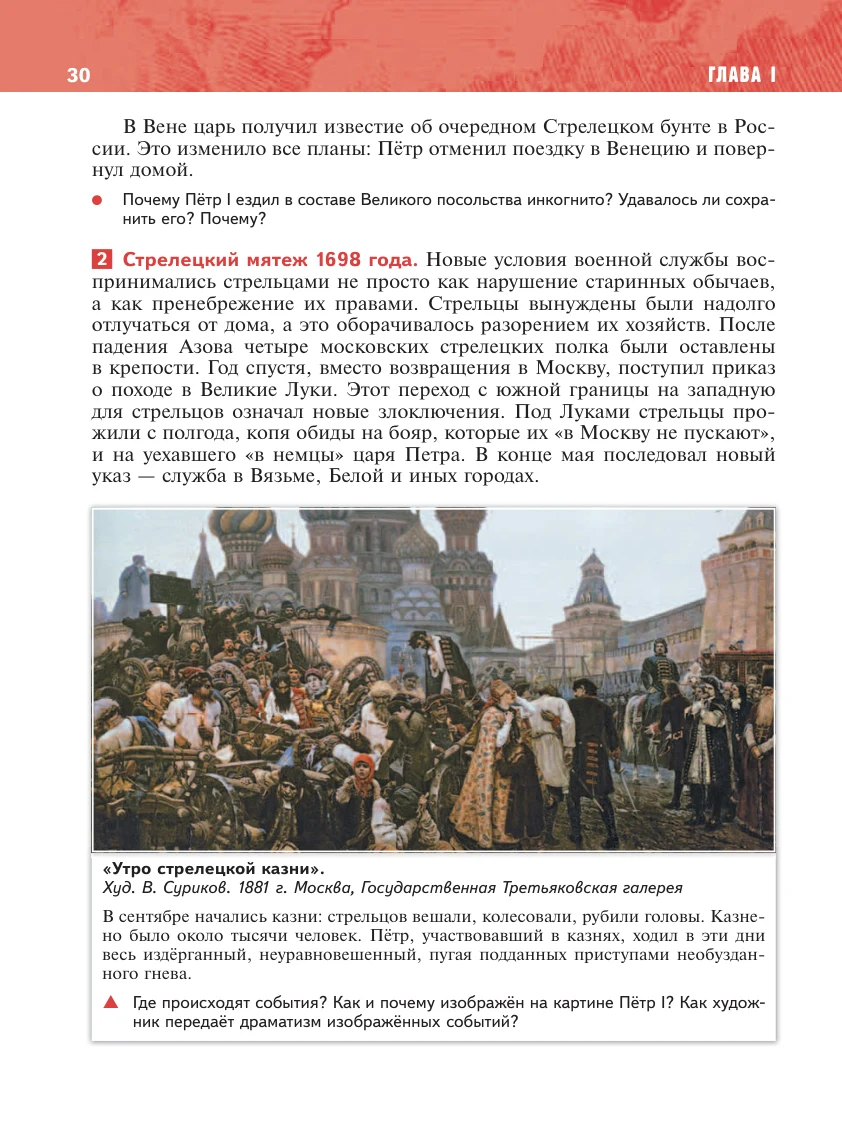 30
ГЛАВА I
В Вене царь получил известие об очередном Стрелецком бунте в Рос-
сии. Это изменило все планы: Пётр отменил поездку в Венецию и повер-
нул домой.
Почему Пётр I ездил в составе Великого посольства инкогнито? Удавалось ли сохра-
нить его? Почему?
2 Стрелецкий мятеж 1698 года. Новые условия военной службы вос-
принимались стрельцами не просто как нарушение старинных обычаев,
а как пренебрежение их правами. Стрельцы вынуждены были надолго
отлучаться от дома, а это оборачивалось разорением их хозяйств. После
падения Азова четыре московских стрелецких полка были оставлены
в крепости. Год спустя, вместо возвращения в Москву, поступил приказ
о походе в Великие Луки. Этот переход с южной границы на западную
для стрельцов означал новые злоключения. Под Луками стрельцы про-
жили с полгода, копя обиды на бояр, которые их «в Москву не пускают»,
и на уехавшего «в немцы» царя Петра. В конце мая последовал новый
указ — служба в Вязьме, Белой и иных городах.
«Утро стрелецкой казни».
Худ. В. Суриков. 1881 г. Москва, Государственная Третьяковская галерея
В сентябре начались казни: стрельцов вешали, колесовали, рубили головы. Казне-
но было около тысячи человек. Пётр, участвовавший в казнях, ходил в эти дни
весь издёрганный, неуравновешенный, пугая подданных приступами необуздан-
ного гнева.
Где происходят события? Как и почему изображён на картине Пётр I? Как худож-
ник передаёт драматизм изображённых событий?